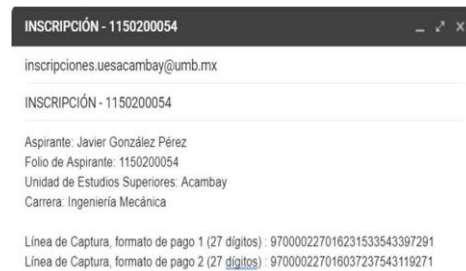 INSCRIPCIÓN - 1150200054
inscripciones.uesacambay@umb.mx
INSCRIPCIÓN - 1150200054
Aspirante: Javier González Pérez
Folio de Aspirante: 1150200054
Unidad de Estudios Superiores: Acambay
Carrera: Ingeniería Mecánica
Línea de Captura, formato de pago 1 (27 dígitos) : 970000227016231533543397291
Línea de Captura, formato de pago 2 (27 dígitos) : 970000227016037237543119271